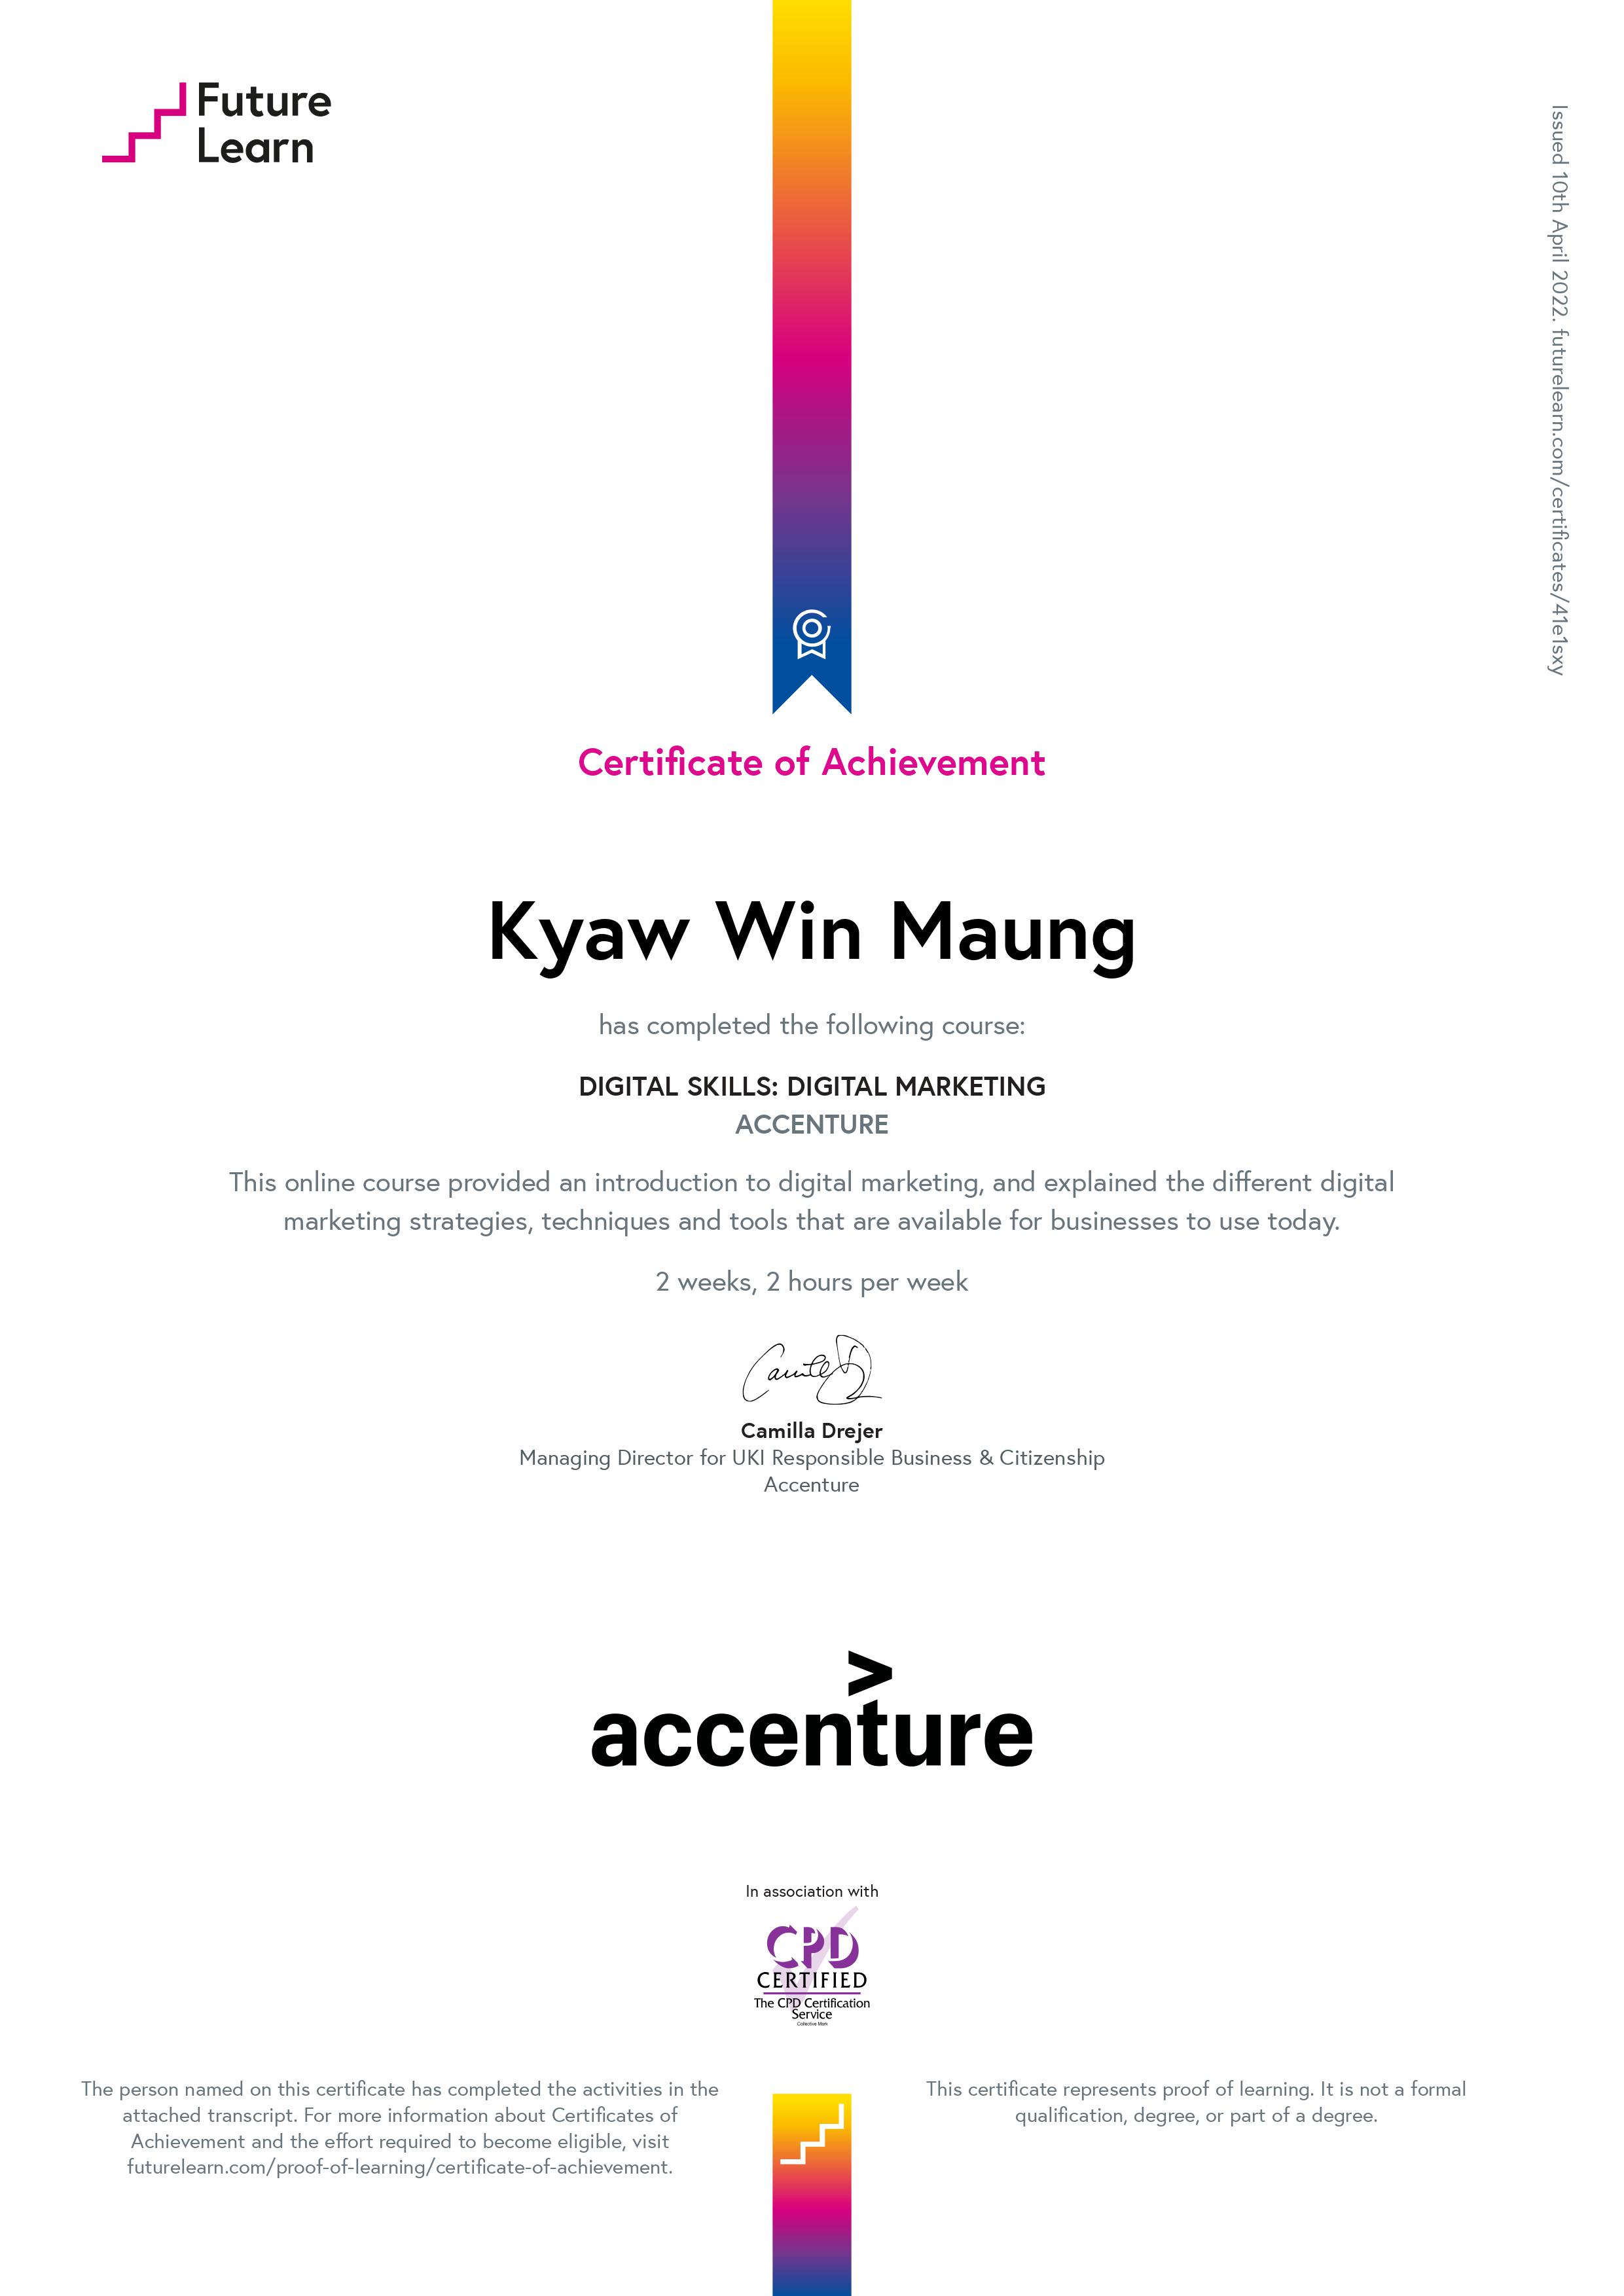 Future
Learn
Issued 10th April 2022. futurelearn.com/certificates/41e1sxy
Certificate of Achievement
Kyaw Win Maung
has completed the following course:
DIGITAL SKILLS: DIGITAL MARKETING
ACCENTURE
This online course provided an introduction to digital marketing, and explained the different digital
marketing strategies, techniques and tools that are available for businesses to use today.
2 weeks, 2 hours per week
Camilla Drejer
Managing Director for UKI Responsible Business & Citizenship
Accenture
accenture
In association with
CPD
CERTIFIED
The CPD Certification
Service
Collective Mark
The person named on this certificate has completed the activities in the
attached transcript. For more information about Certificates of
Achievement and the effort required to become eligible, visit
futurelearn.com/proof-of-learning/certificate-of-achievement.
This certificate represents proof of learning. It is not a formal
qualification, degree, or part of a degree.